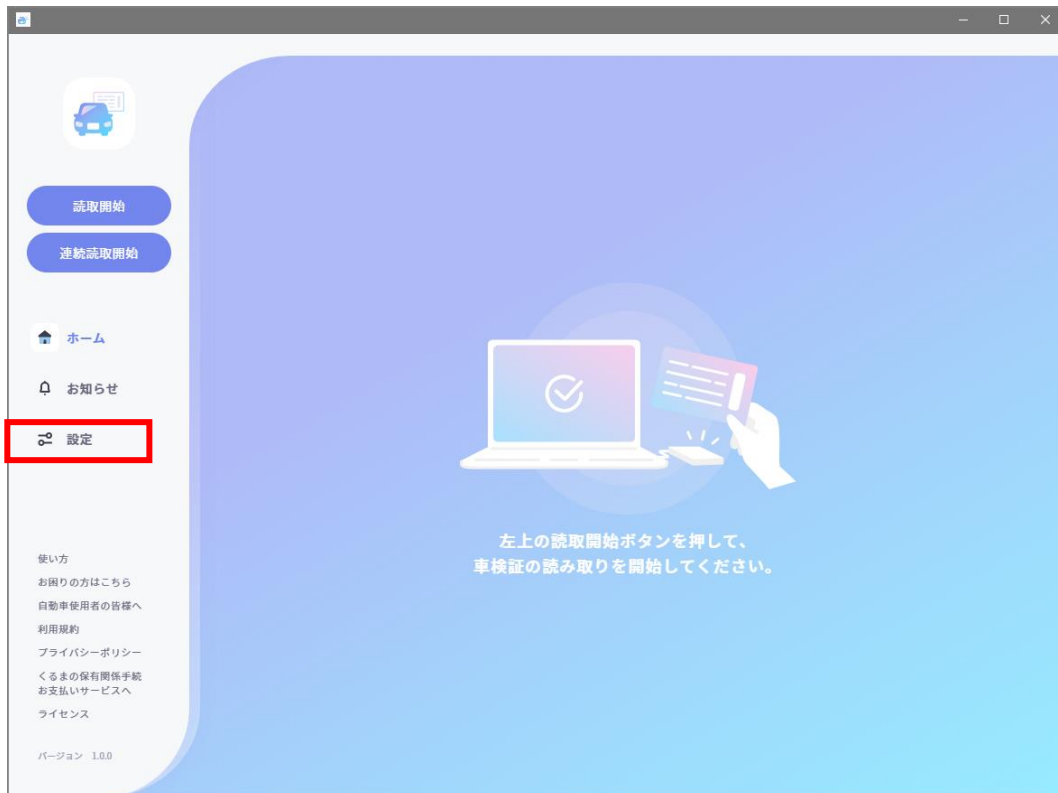 読取開始
連続読取開始
ホーム
お知らせ
設定
左上の読取開始ボタンを押して、
車検証の読み取りを開始してください。
使い方
お困りの方はこちら
自動車使用者の皆様へ
利用規約
プライバシーポリシー
くるまの保有関係手続
お支払いサービスへ
ライセンス
バージョン 1.0.0